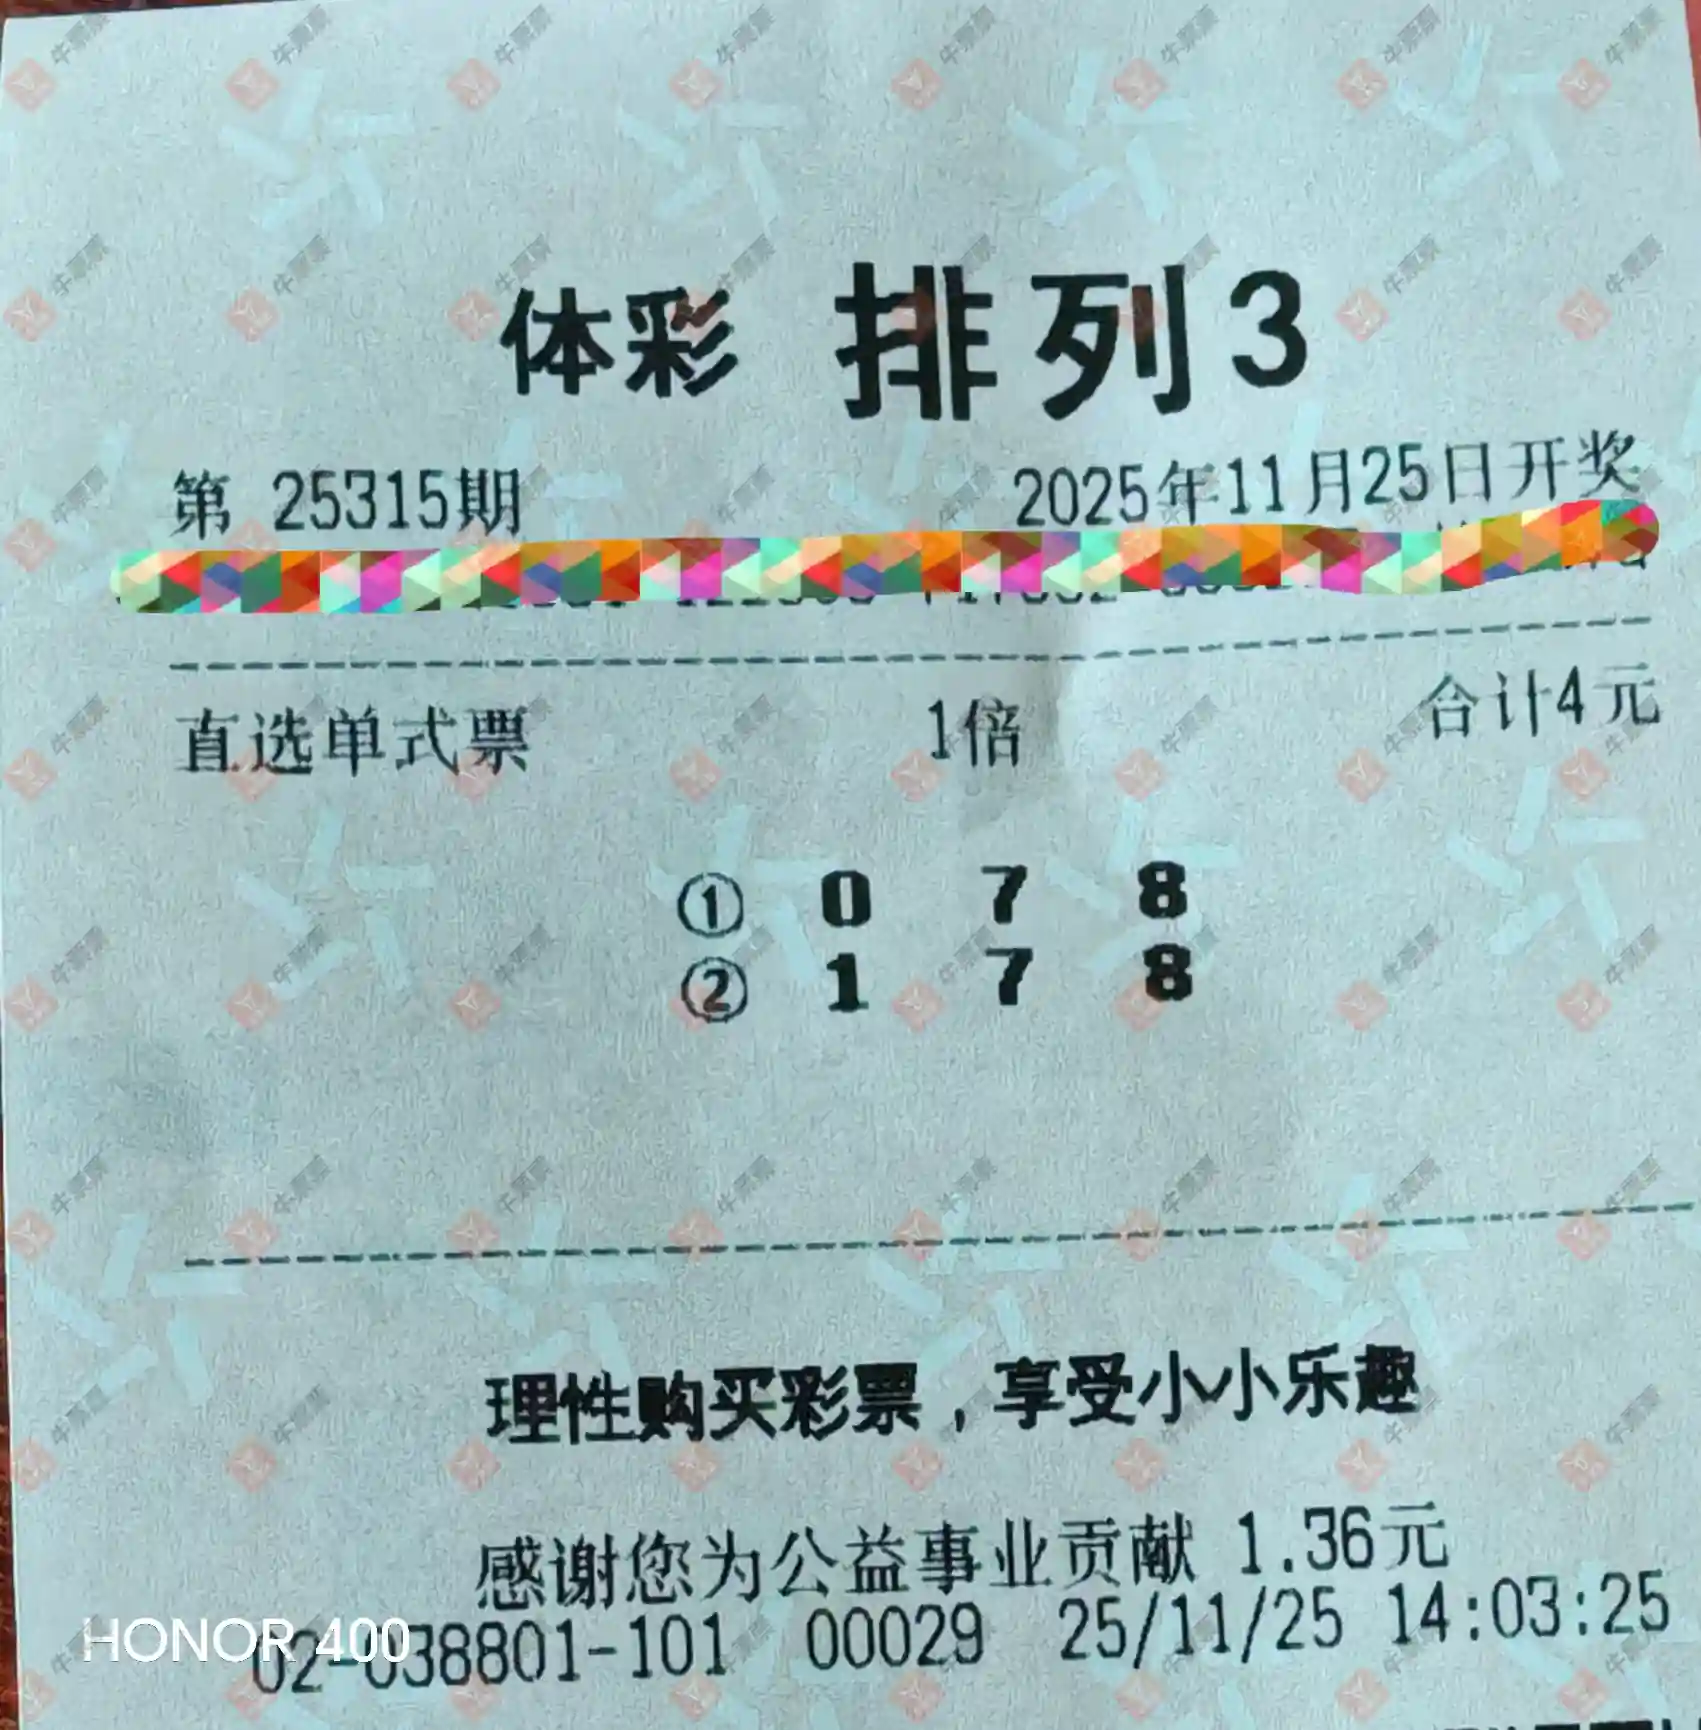 体彩 排列3
第 25315期 2025年11月25日开奖
直选单式票 1倍 合计4元
① 0 7 8
② 1 7 8
理性购买彩票，享受小小乐趣
感谢您为公益事业贡献 1.36元
02-038801-101 00029 25/11/25 14:03:25
HONOR 400
牛票票